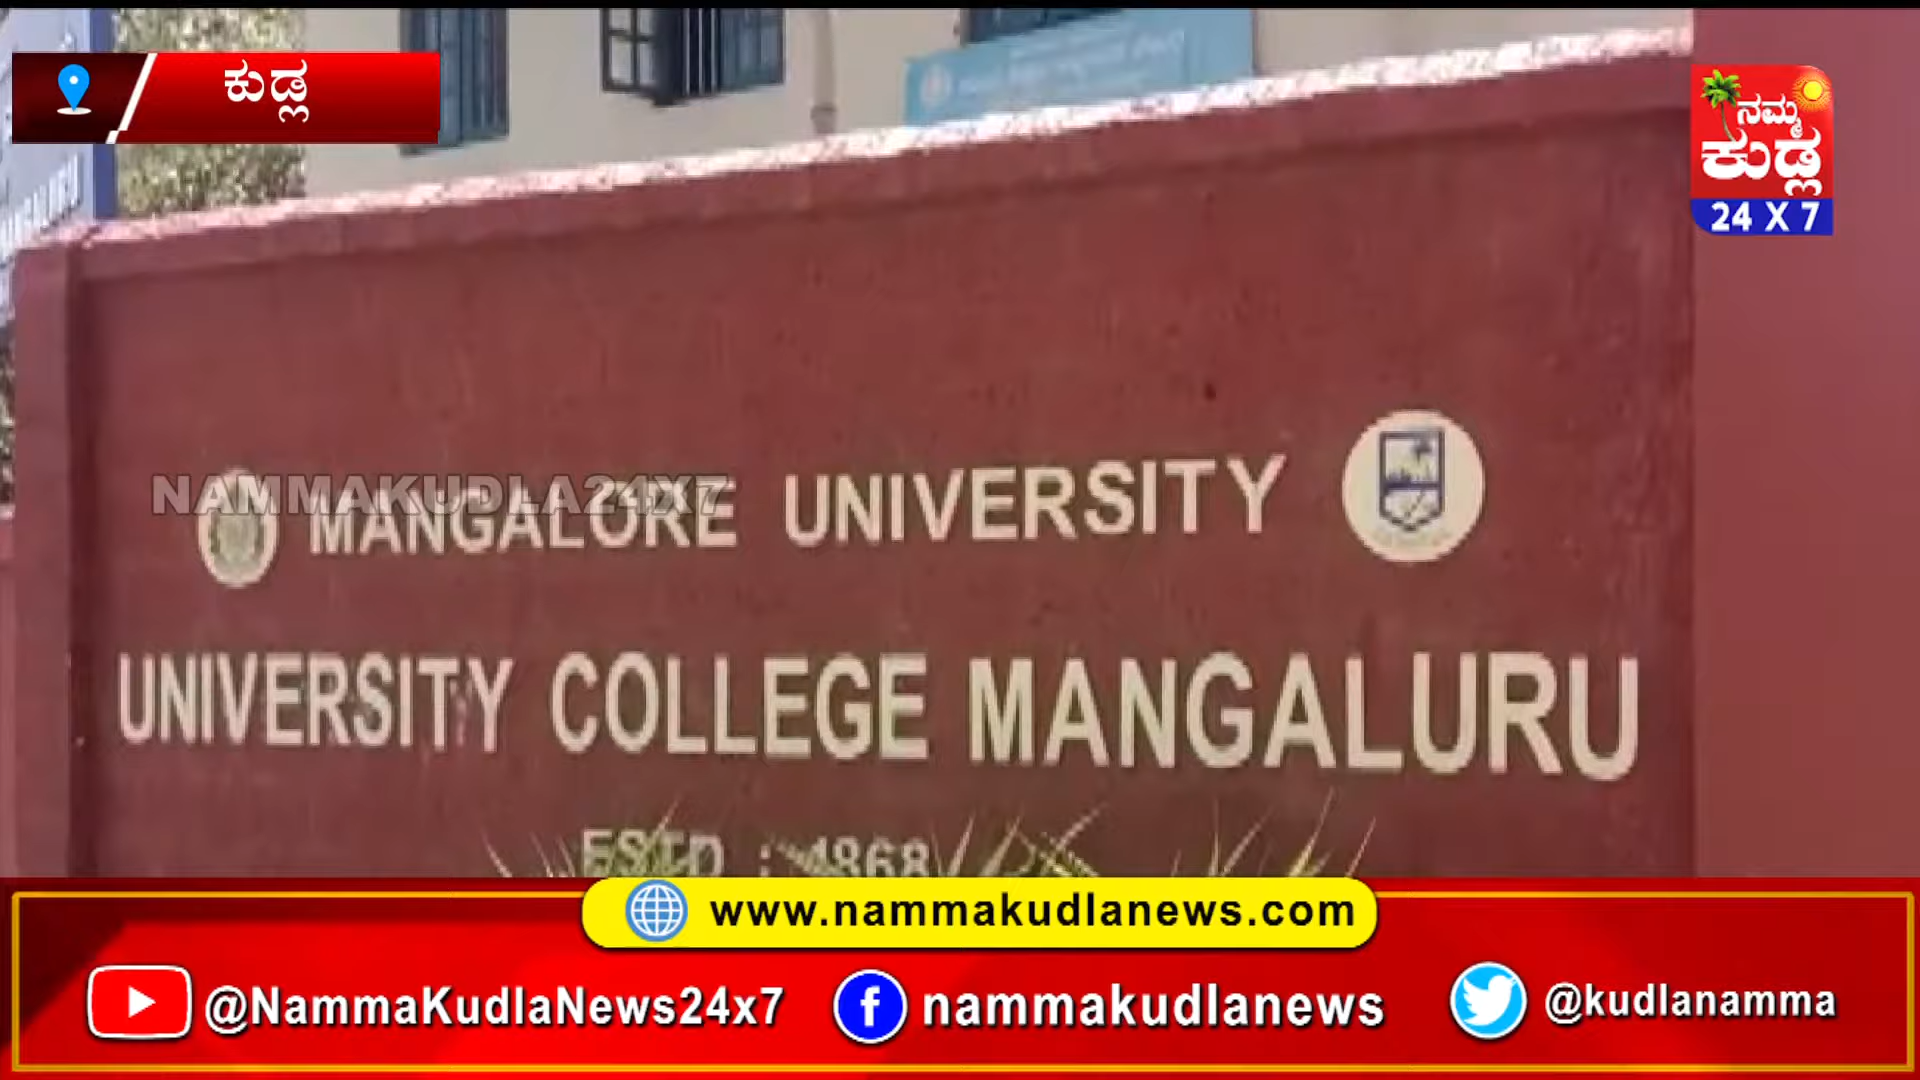 ಕುಡ್ಲ
ನಮ್ಮ
ಕುಡ್ಲ
24 X 7
NAMMAKUDLA24X7
MANGALORE UNIVERSITY
UNIVERSITY COLLEGE MANGALURU
ESTD : 1868
www.nammakudlanews.com
@NammaKudlaNews24x7
nammakudlanews
@kudlanamma